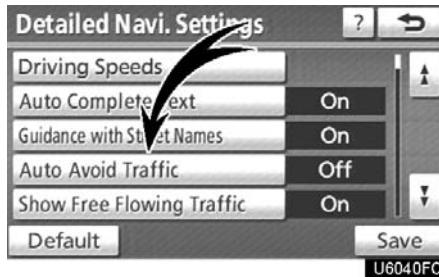 Detailed Navi. Settings ?
Driving Speeds
Auto Complete Text On
Guidance with Street Names On
Auto Avoid Traffic Off
Show Free Flowing Traffic On
Default Save
U6040FC